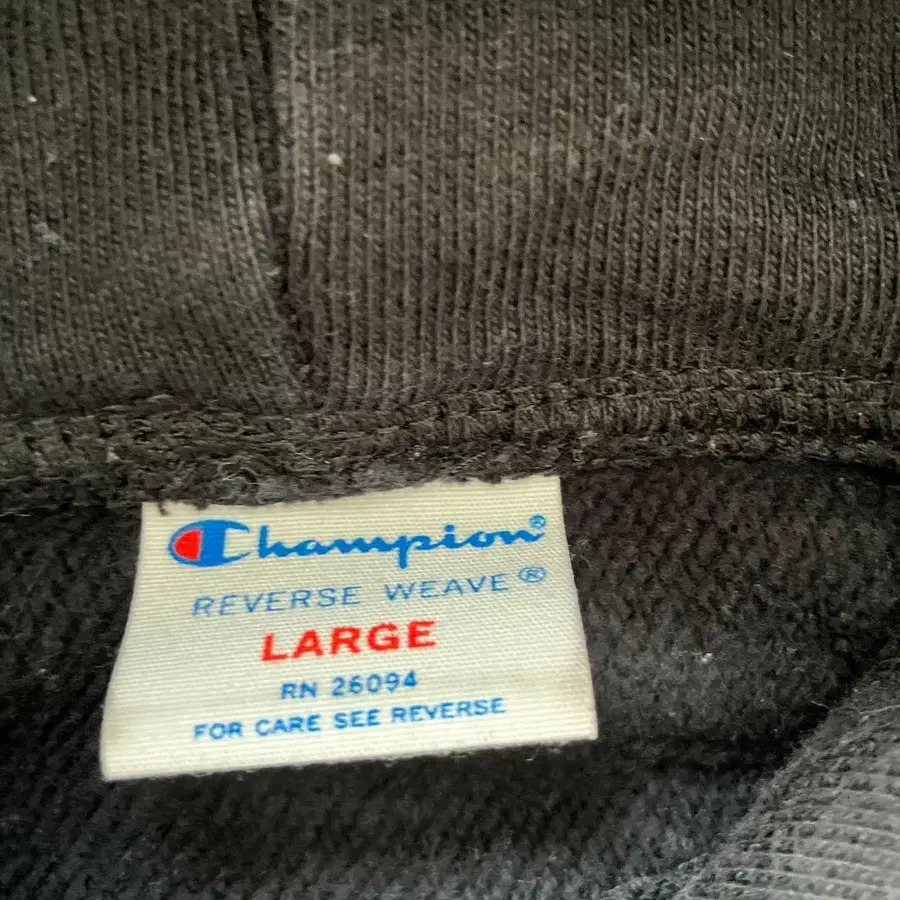 Champion®
REVERSE WEAVE®
LARGE
RN 26094
FOR CARE SEE REVERSE